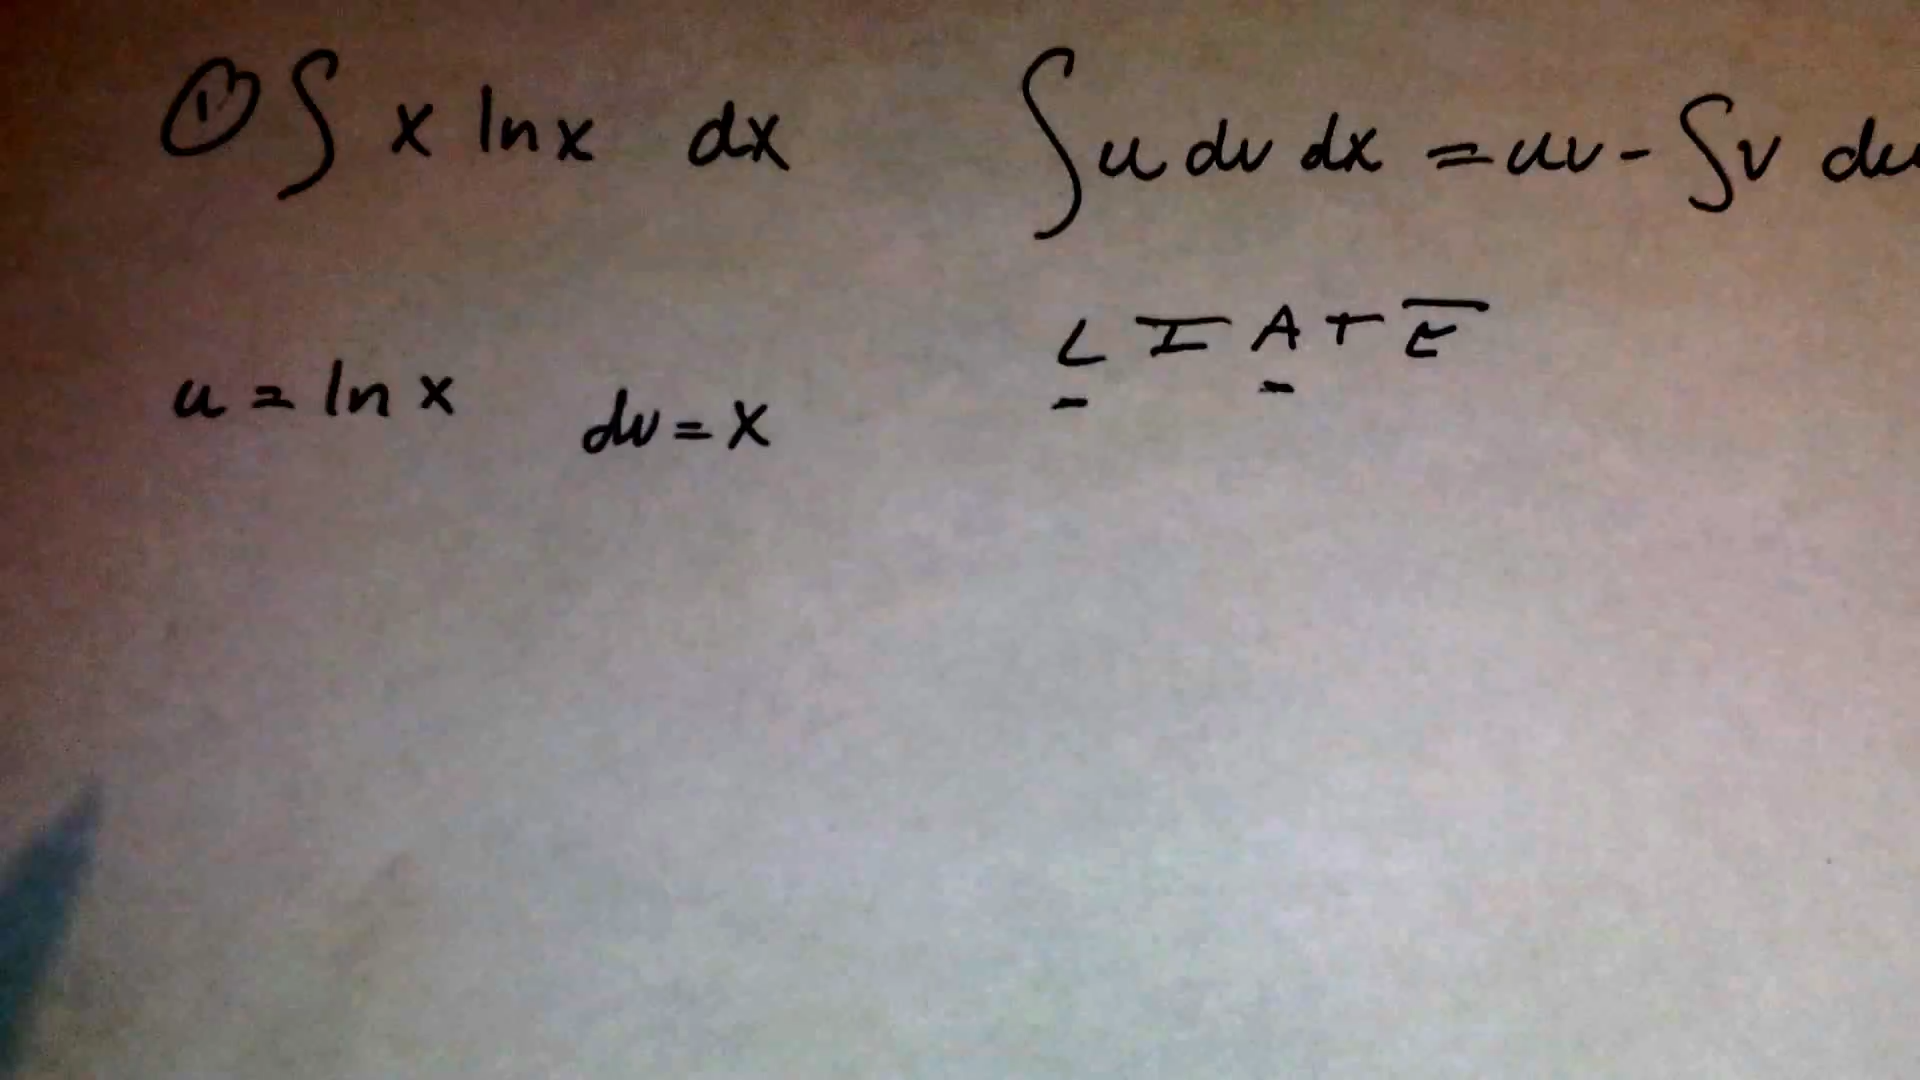 ① ∫ x ln x dx ∫ u dv dx = uv - ∫ v du
L I A T E
u = ln x dv = x